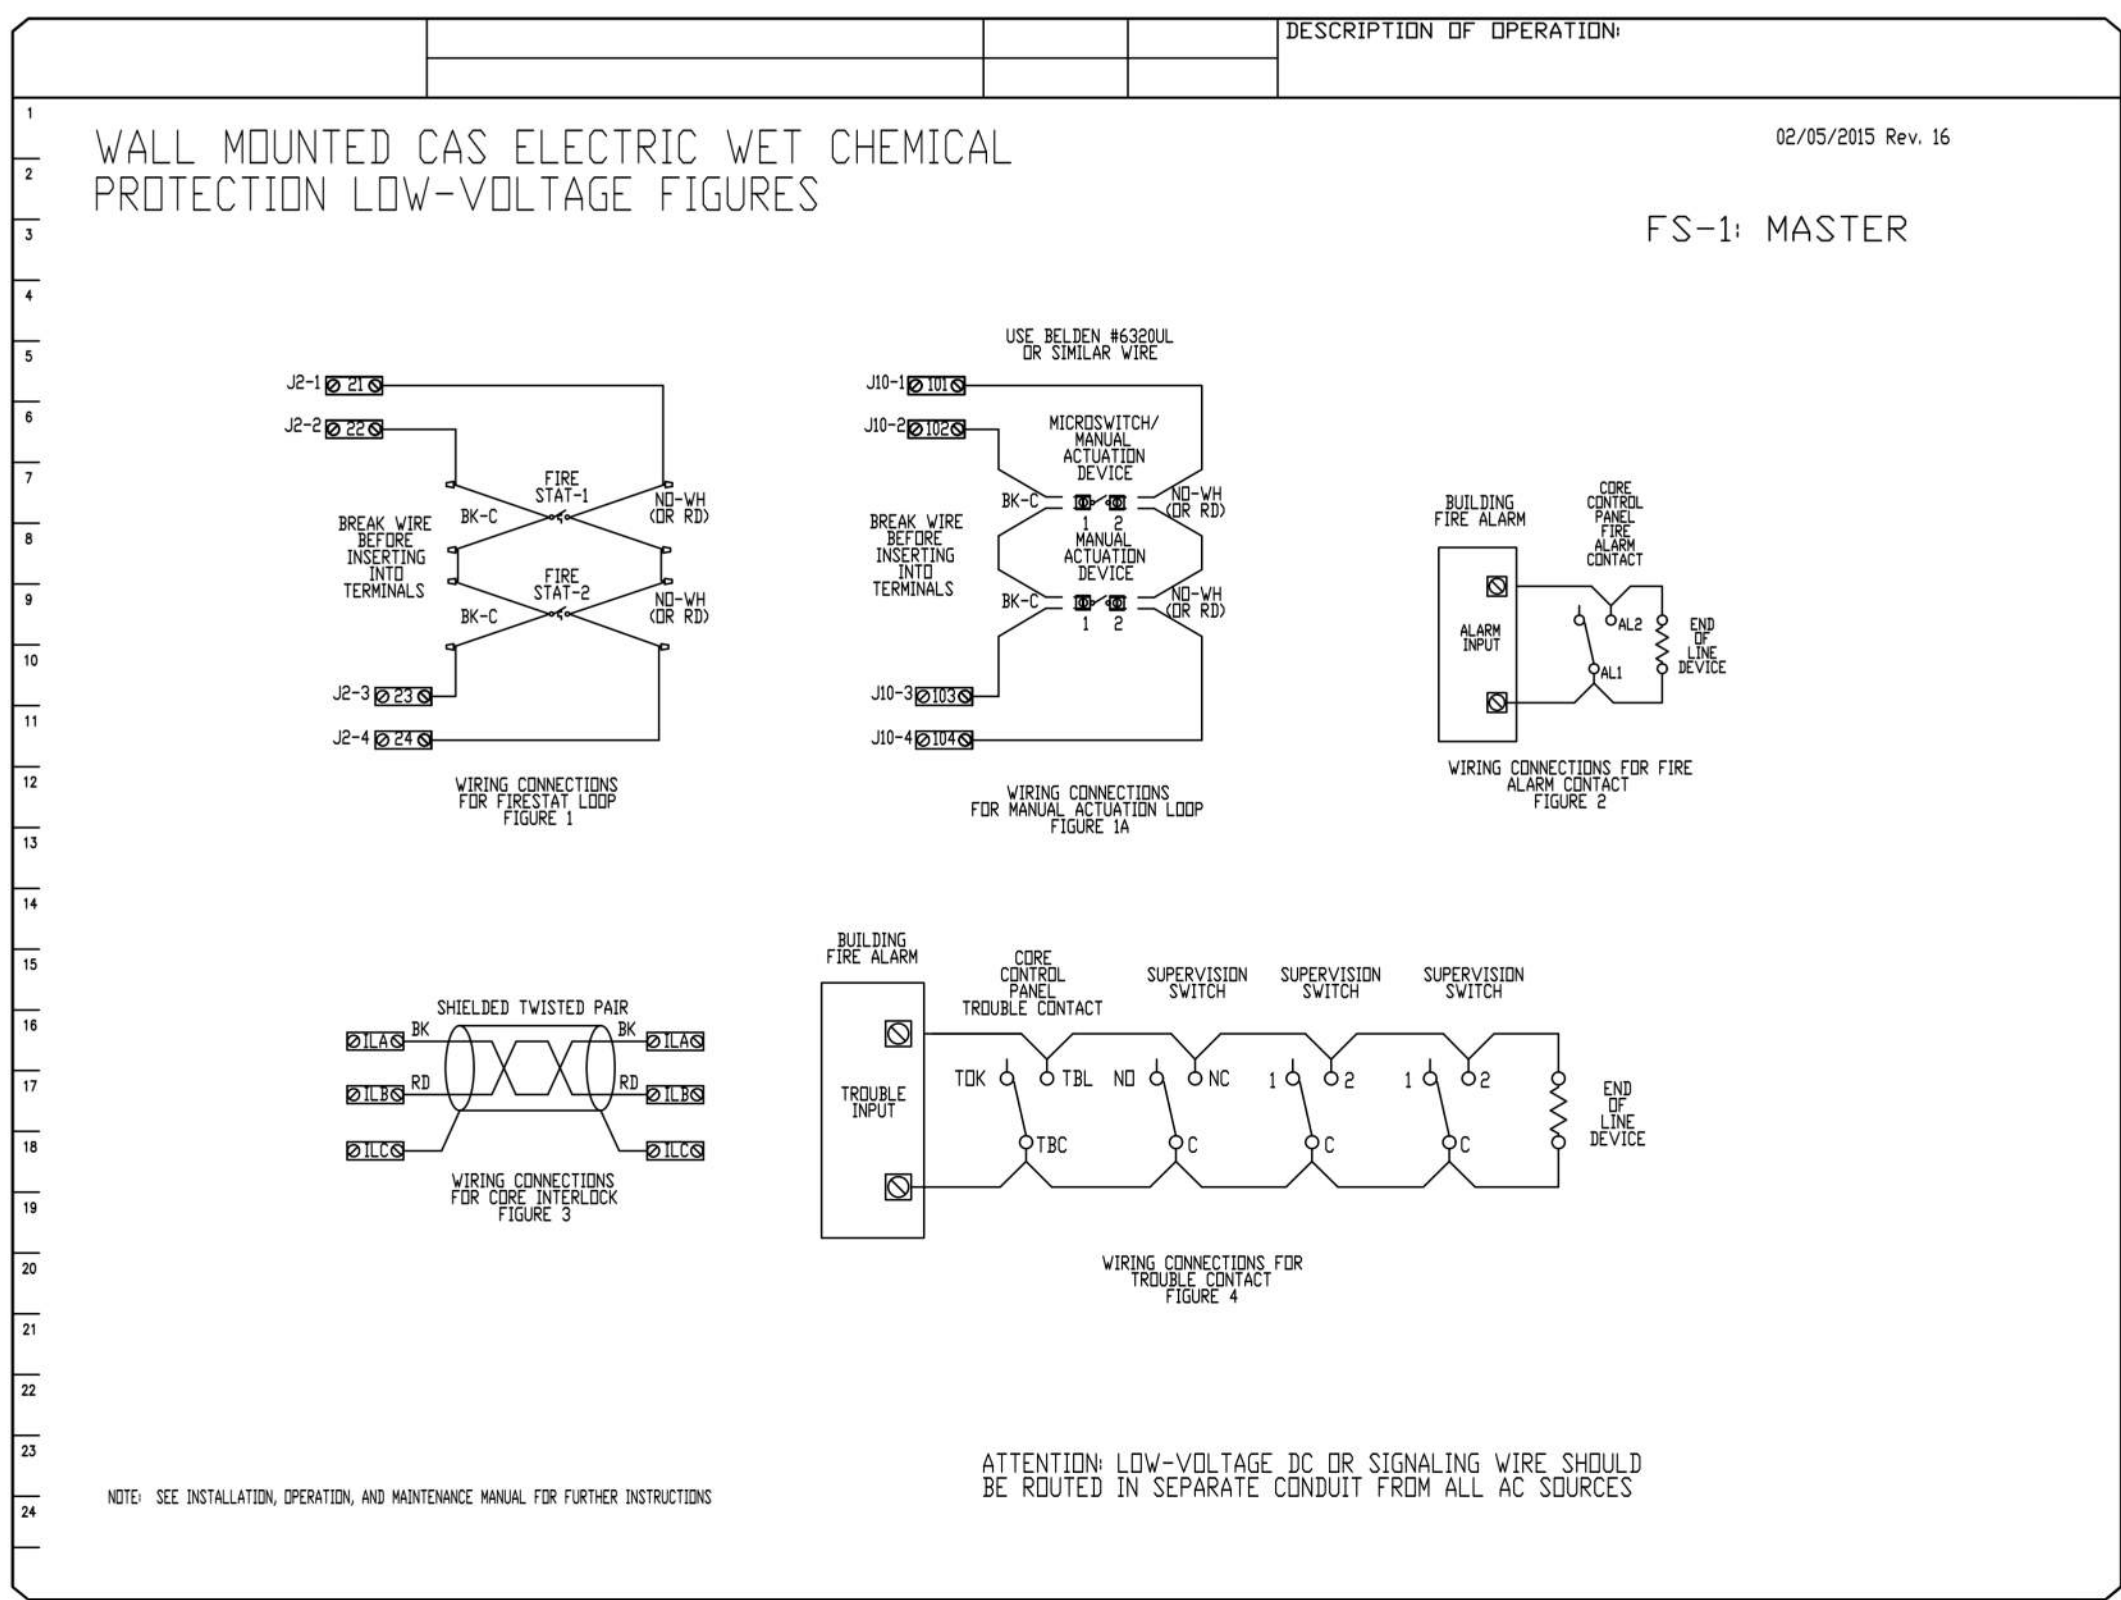 DESCRIPTION OF OPERATION:
1
2
3
4
5
6
7
8
9
10
11
12
13
14
15
16
17
18
19
20
21
22
23
24
WALL MOUNTED CAS ELECTRIC WET CHEMICAL
PROTECTION LOW-VOLTAGE FIGURES
02/05/2015 Rev. 16
FS-1: MASTER
J2-1 21
J2-2 22
FIRE
STAT-1
BK-C
NO-WH
(OR RD)
BREAK WIRE
BEFORE
INSERTING
INTO
TERMINALS
FIRE
STAT-2
BK-C
NO-WH
(OR RD)
J2-3 23
J2-4 24
WIRING CONNECTIONS
FOR FIRESTAT LOOP
FIGURE 1
USE BELDEN #6320UL
OR SIMILAR WIRE
J10-1 101
J10-2 102
MICROSWITCH/
MANUAL
ACTUATION
DEVICE
BK-C
NO-WH
(OR RD)
1 2
BREAK WIRE
BEFORE
INSERTING
INTO
TERMINALS
MANUAL
ACTUATION
DEVICE
BK-C
NO-WH
(OR RD)
1 2
J10-3 103
J10-4 104
WIRING CONNECTIONS
FOR MANUAL ACTUATION LOOP
FIGURE 1A
BUILDING
FIRE ALARM
CORE
CONTROL
PANEL
FIRE
ALARM
CONTACT
ALARM
INPUT
AL2
AL1
END
OF
LINE
DEVICE
WIRING CONNECTIONS FOR FIRE
ALARM CONTACT
FIGURE 2
SHIELDED TWISTED PAIR
ILA BK BK ILA
ILB RD RD ILB
ILC ILC
WIRING CONNECTIONS
FOR CORE INTERLOCK
FIGURE 3
BUILDING
FIRE ALARM
CORE
CONTROL
PANEL
TROUBLE CONTACT
SUPERVISION
SWITCH
SUPERVISION
SWITCH
SUPERVISION
SWITCH
TROUBLE
INPUT
TOK TBL NO NC 1 2 1 2
TBC C C C
END
OF
LINE
DEVICE
WIRING CONNECTIONS FOR
TROUBLE CONTACT
FIGURE 4
NOTE: SEE INSTALLATION, OPERATION, AND MAINTENANCE MANUAL FOR FURTHER INSTRUCTIONS
ATTENTION: LOW-VOLTAGE DC OR SIGNALING WIRE SHOULD
BE ROUTED IN SEPARATE CONDUIT FROM ALL AC SOURCES